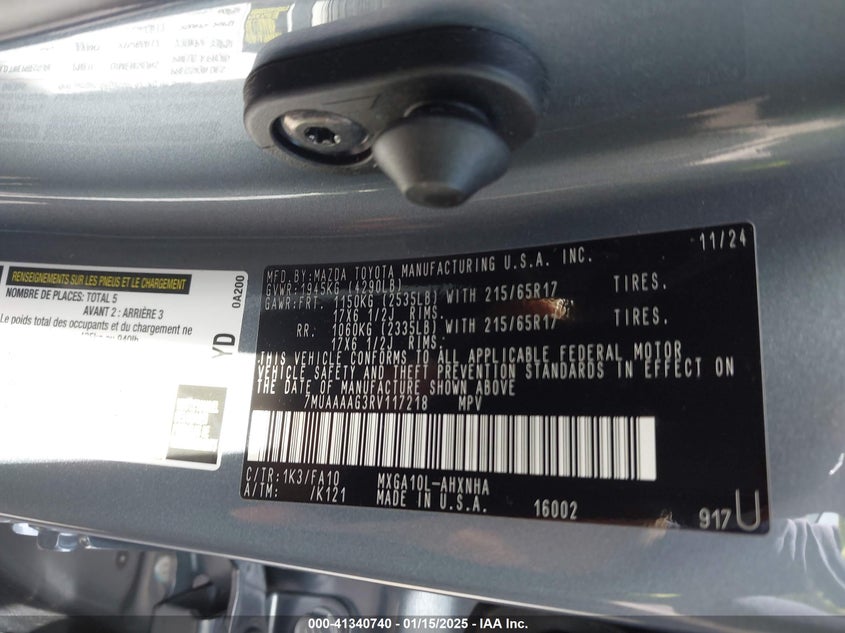 MFD.BY:MAZDA TOYOTA MANUFACTURING U.S.A. INC. 11/24
GVWR:1945KG (4290LB)
GAWR:FRT. 1150KG (2535LB) WITH 215/65R17 TIRES.
17X6 1/2J RIMS.
RR. 1060KG (2335LB) WITH 215/65R17 TIRES.
17X6 1/2J RIMS.
THIS VEHICLE CONFORMS TO ALL APPLICABLE FEDERAL MOTOR
VEHICLE SAFETY AND THEFT PREVENTION STANDARDS IN EFFECT ON
THE DATE OF MANUFACTURE SHOWN ABOVE
7MUAAAAG3RV117218 MPV
C/TR:1K3/FA10 MXGA10L-AHXNHA
A/TM: /K121 MADE IN U.S.A. 16002 917U
RENSEIGNEMENTS SUR LES PNEUS ET LE CHARGEMENT
NOMBRE DE PLACES: TOTAL 5
AVANT 2 : ARRIÈRE 3
Le poids total des occupants et du chargement ne
0A200
YD
000-41340740 - 01/15/2025 - IAA Inc.